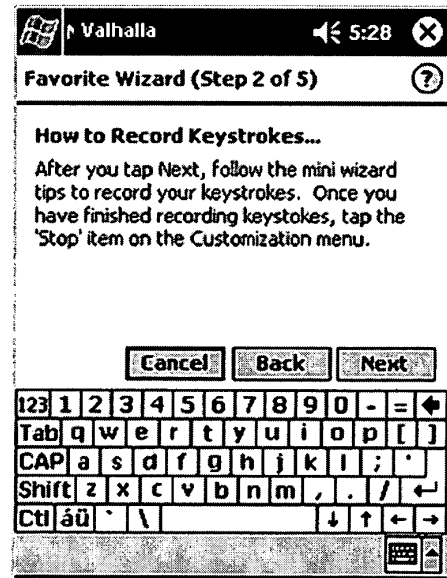 Valhalla 5:28
Favorite Wizard (Step 2 of 5) ?
How to Record Keystrokes...
After you tap Next, follow the mini wizard
tips to record your keystrokes. Once you
have finished recording keystokes, tap the
'Stop' item on the Customization menu.
Cancel Back Next
123 1 2 3 4 5 6 7 8 9 0 - = ←
Tab q w e r t y u i o p [ ]
CAP a s d f g h j k l ; '
Shift z x c v b n m , . / ↵
Ctl áü ` \ ↓ ↑ ← →